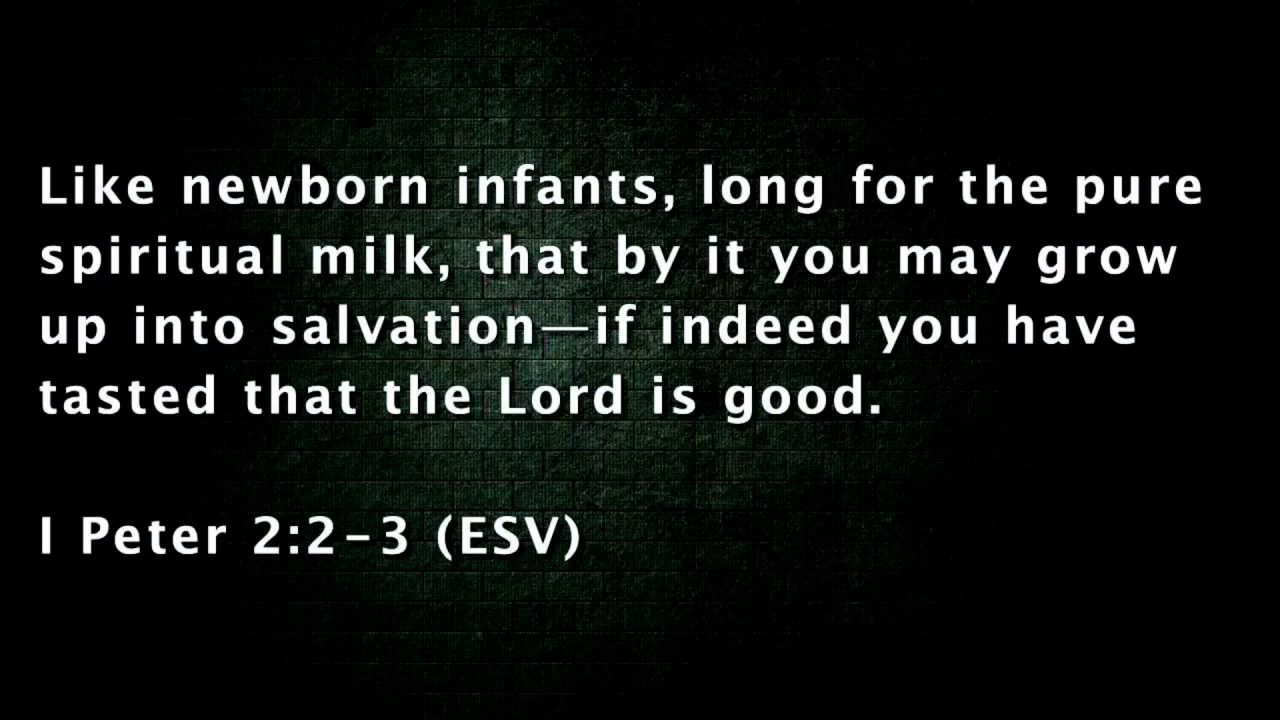 Like newborn infants, long for the pure
spiritual milk, that by it you may grow
up into salvation—if indeed you have
tasted that the Lord is good.
I Peter 2:2-3 (ESV)